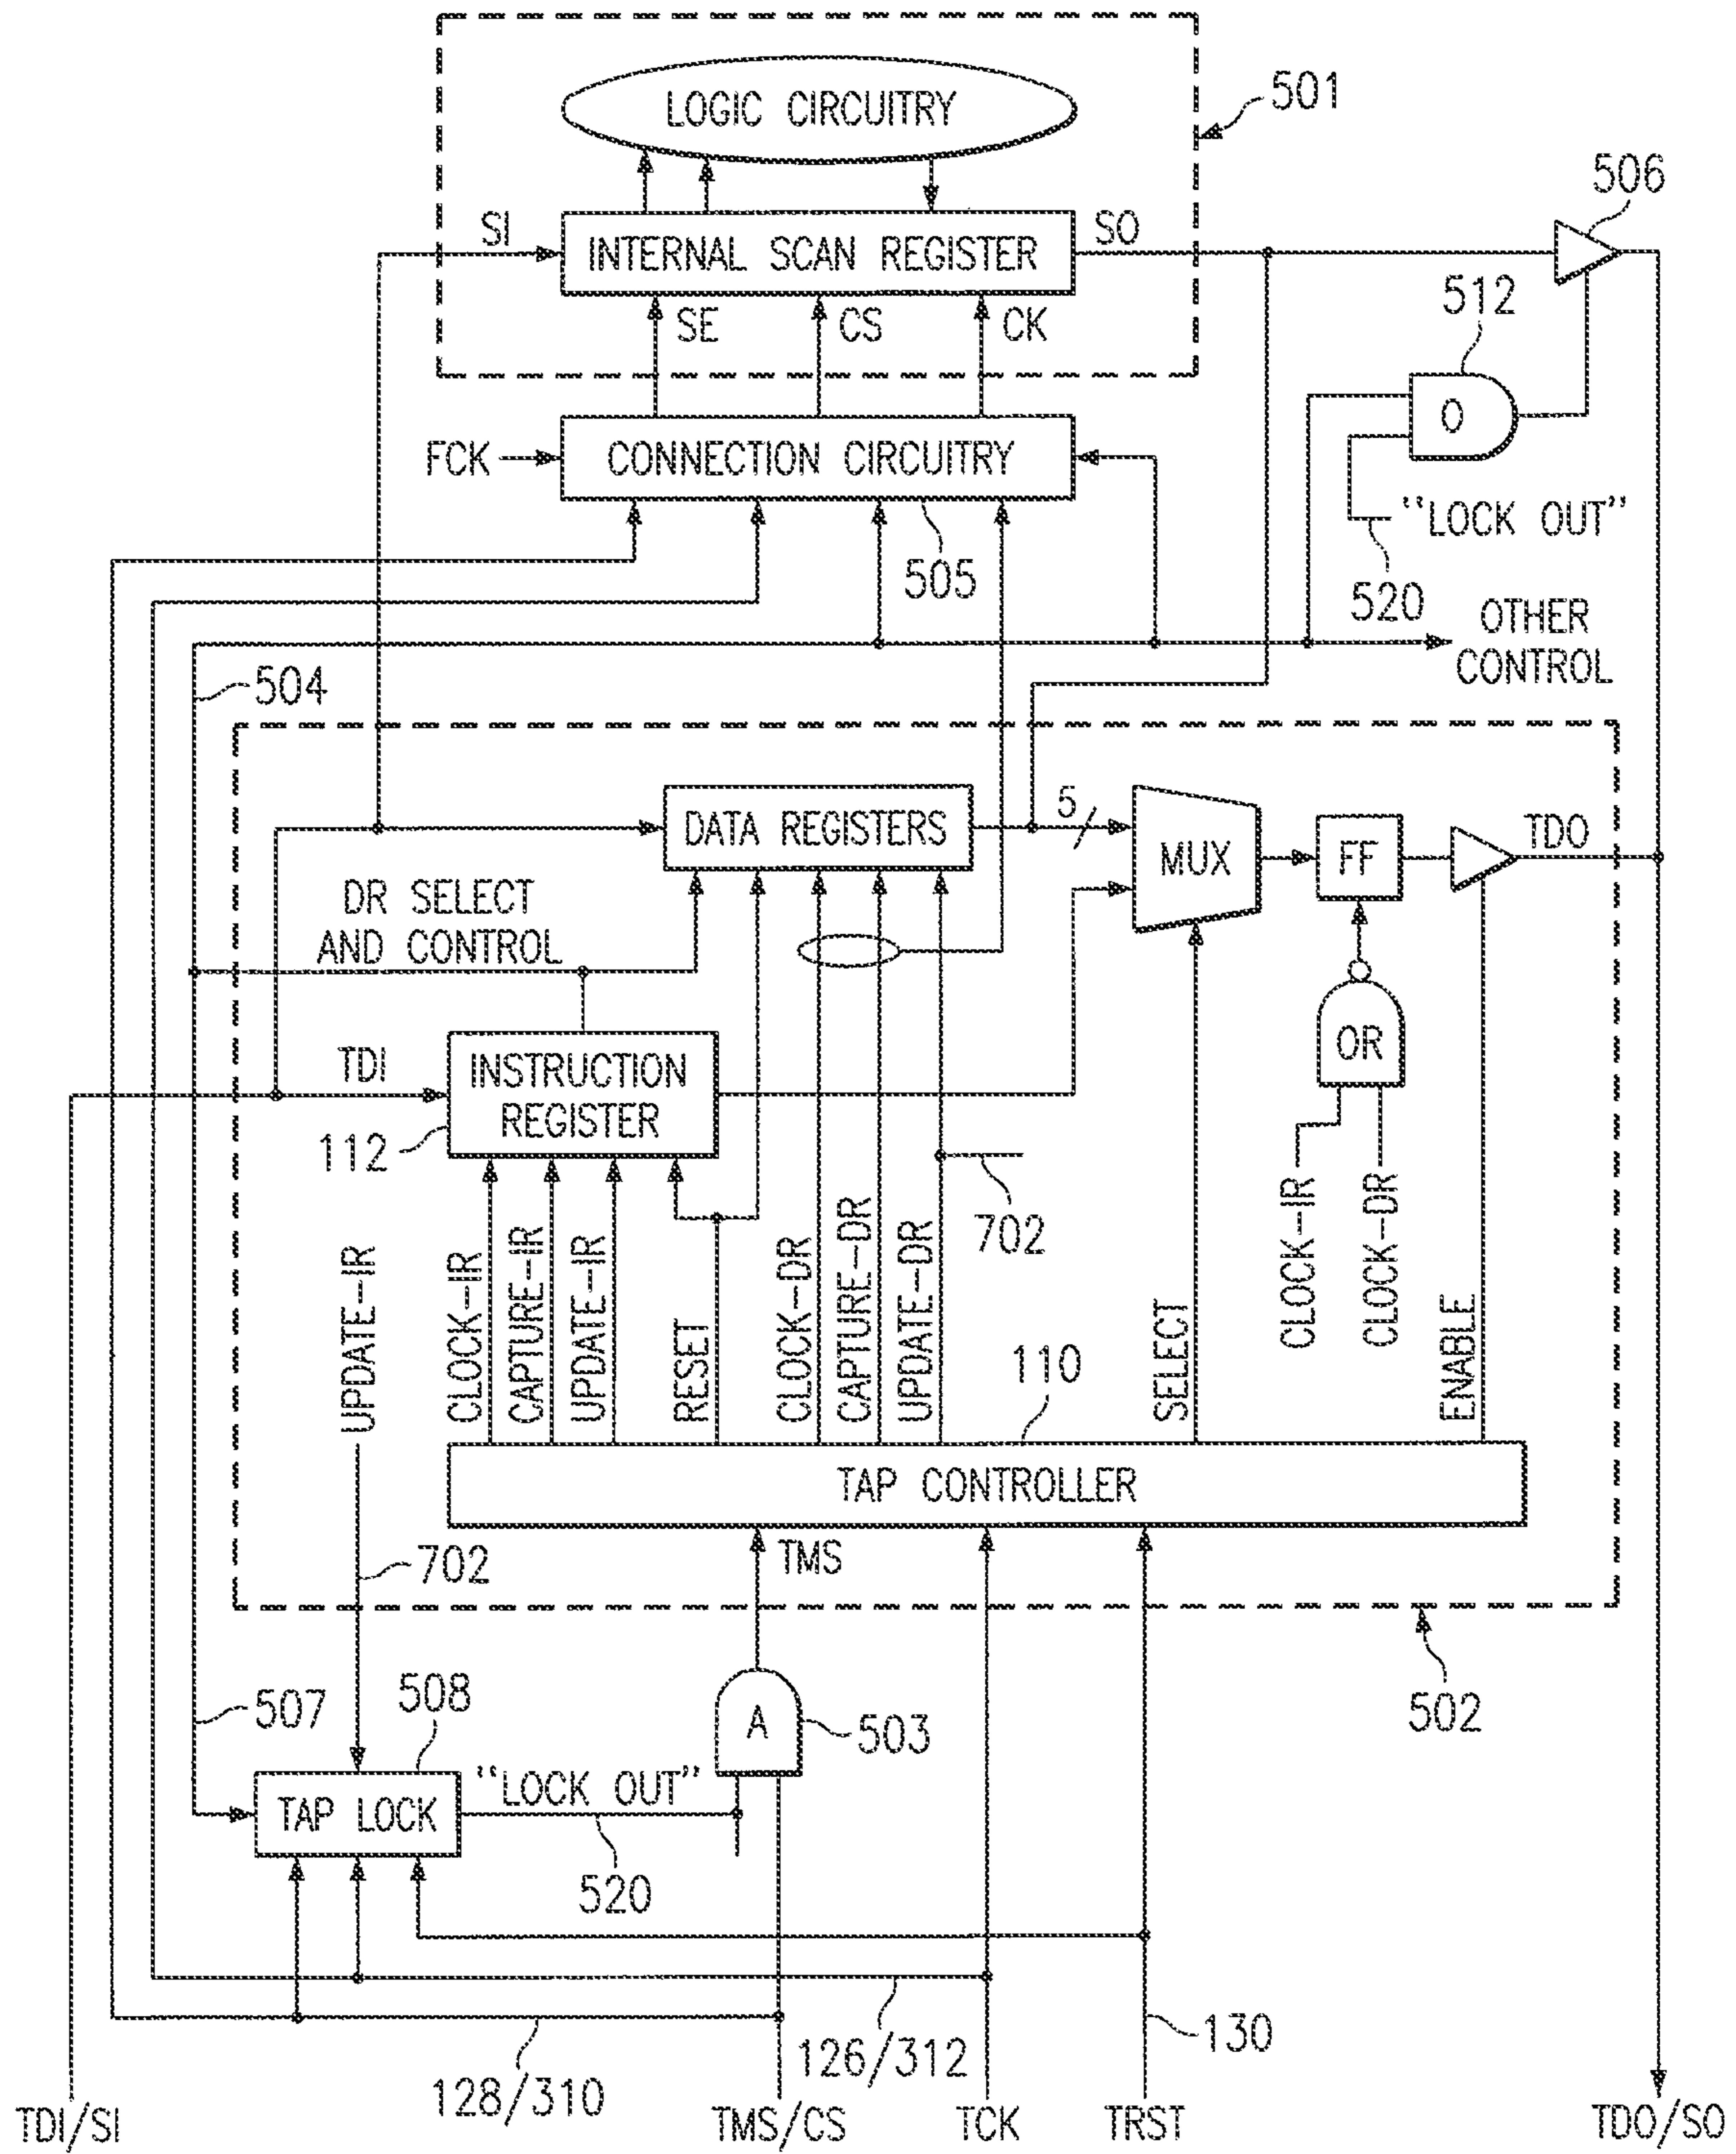 LOGIC CIRCUITRY
501
506
SI
INTERNAL SCAN REGISTER
SO
512
SE
CS
CK
O
FCK
CONNECTION CIRCUITRY
"LOCK OUT"
505
520
OTHER
CONTROL
504
DATA REGISTERS
5
MUX
FF
TDO
DR SELECT
AND CONTROL
OR
TDI
INSTRUCTION
REGISTER
112
702
UPDATE-IR
CLOCK-IR
CAPTURE-IR
UPDATE-IR
RESET
CLOCK-DR
CAPTURE-DR
UPDATE-DR
SELECT
CLOCK-IR
CLOCK-DR
ENABLE
110
TAP CONTROLLER
702
TMS
507
508
A
503
502
TAP LOCK
"LOCK OUT"
520
126/312
130
128/310
TDI/SI
TMS/CS
TCK
TRST
TDO/SO